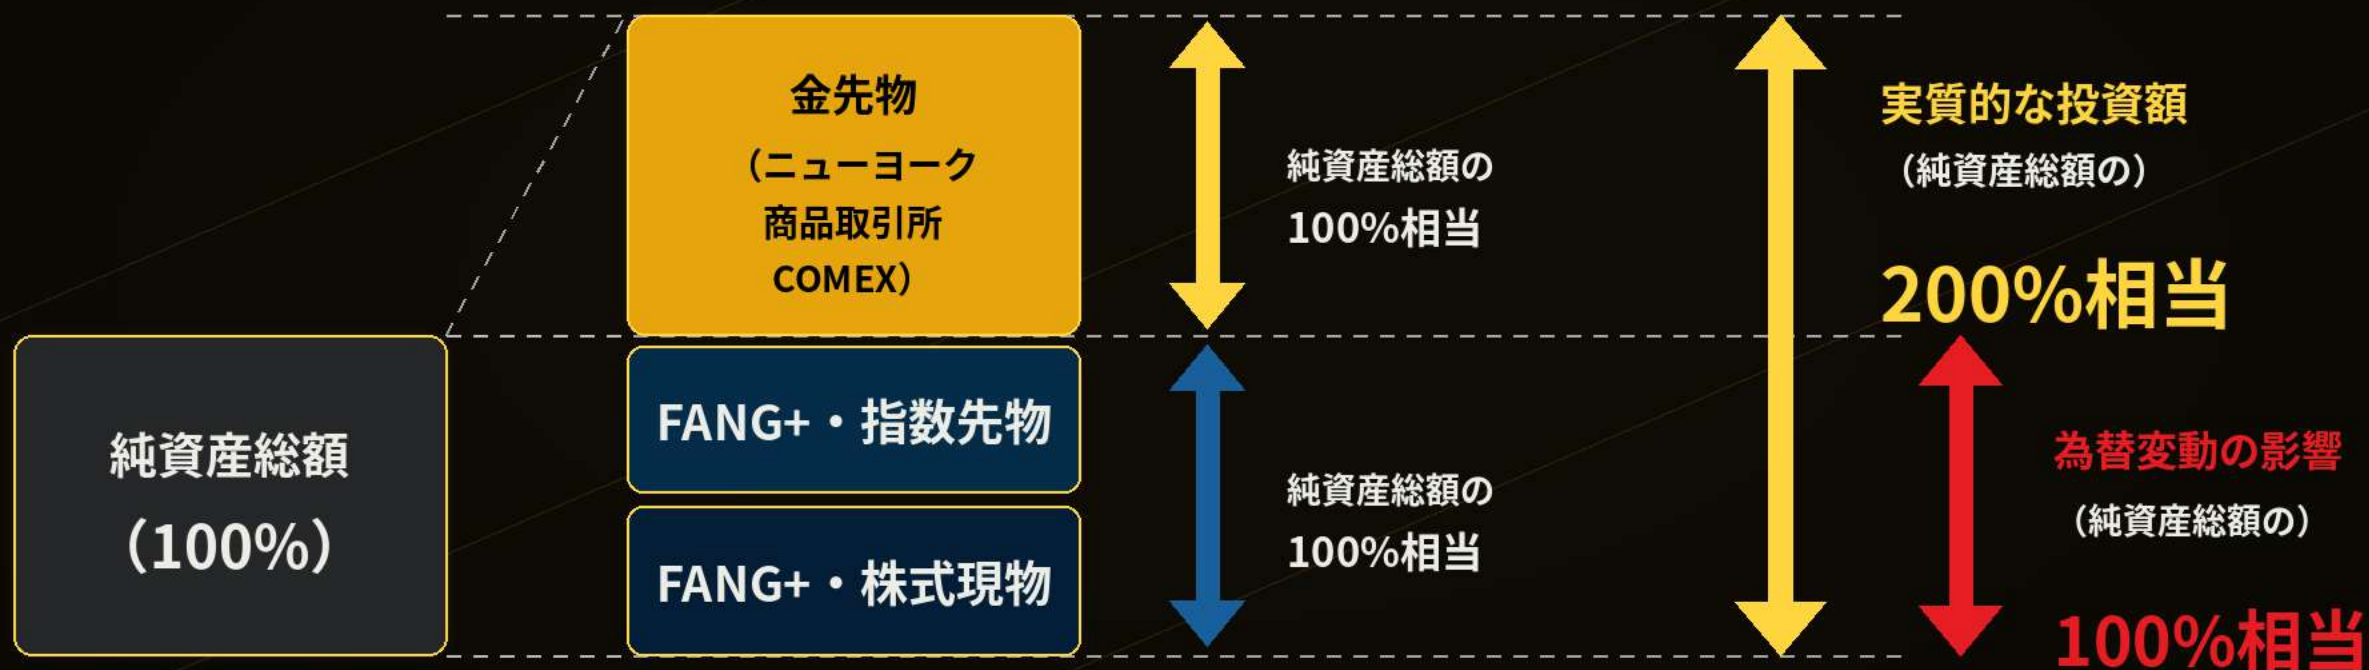 純資産総額
（100%）
金先物
（ニューヨーク
商品取引所
COMEX）
FANG+・指数先物
FANG+・株式現物
純資産総額の
100%相当
純資産総額の
100%相当
実質的な投資額
（純資産総額の）
200%相当
為替変動の影響
（純資産総額の）
100%相当